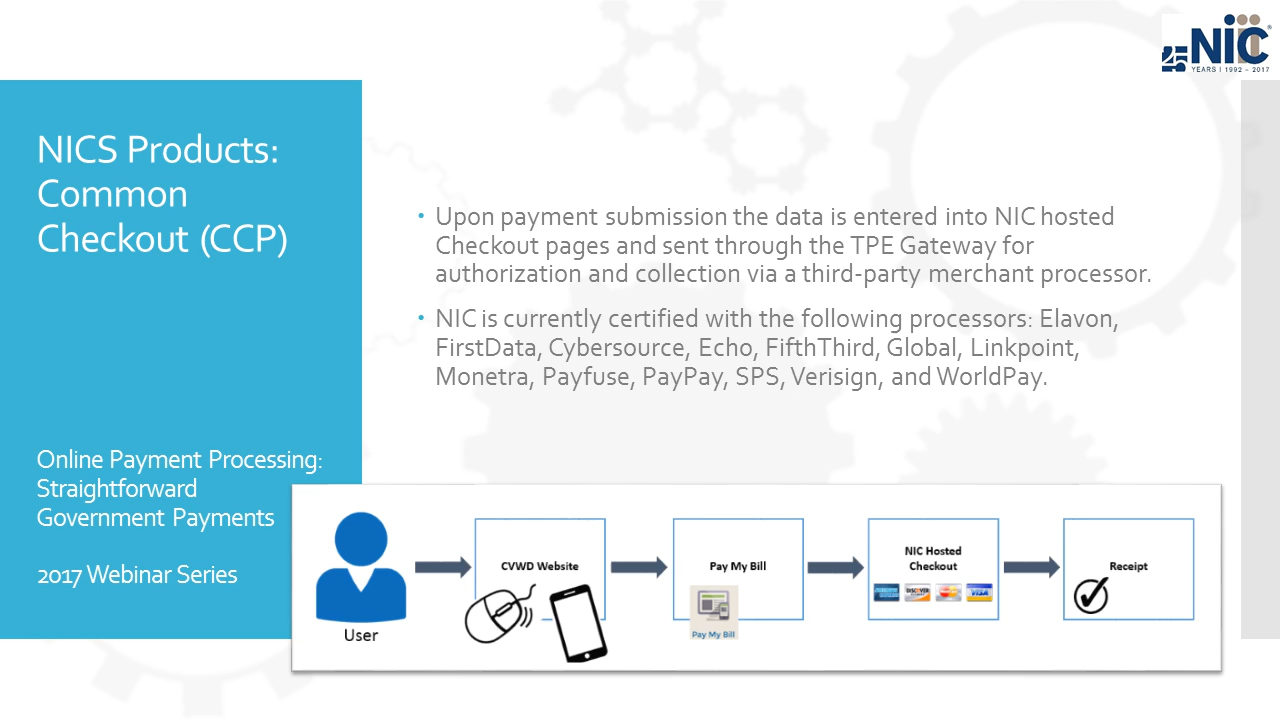 NIC®
25 YEARS | 1992 – 2017
NICS Products:
Common
Checkout (CCP)
Upon payment submission the data is entered into NIC hosted
Checkout pages and sent through the TPE Gateway for
authorization and collection via a third-party merchant processor.
NIC is currently certified with the following processors: Elavon,
FirstData, Cybersource, Echo, FifthThird, Global, Linkpoint,
Monetra, Payfuse, PayPay, SPS, Verisign, and WorldPay.
Online Payment Processing:
Straightforward
Government Payments
2017 Webinar Series
User
CVWD Website
Pay My Bill
Pay My Bill
NIC Hosted
Checkout
DISCOVER
VISA
Receipt